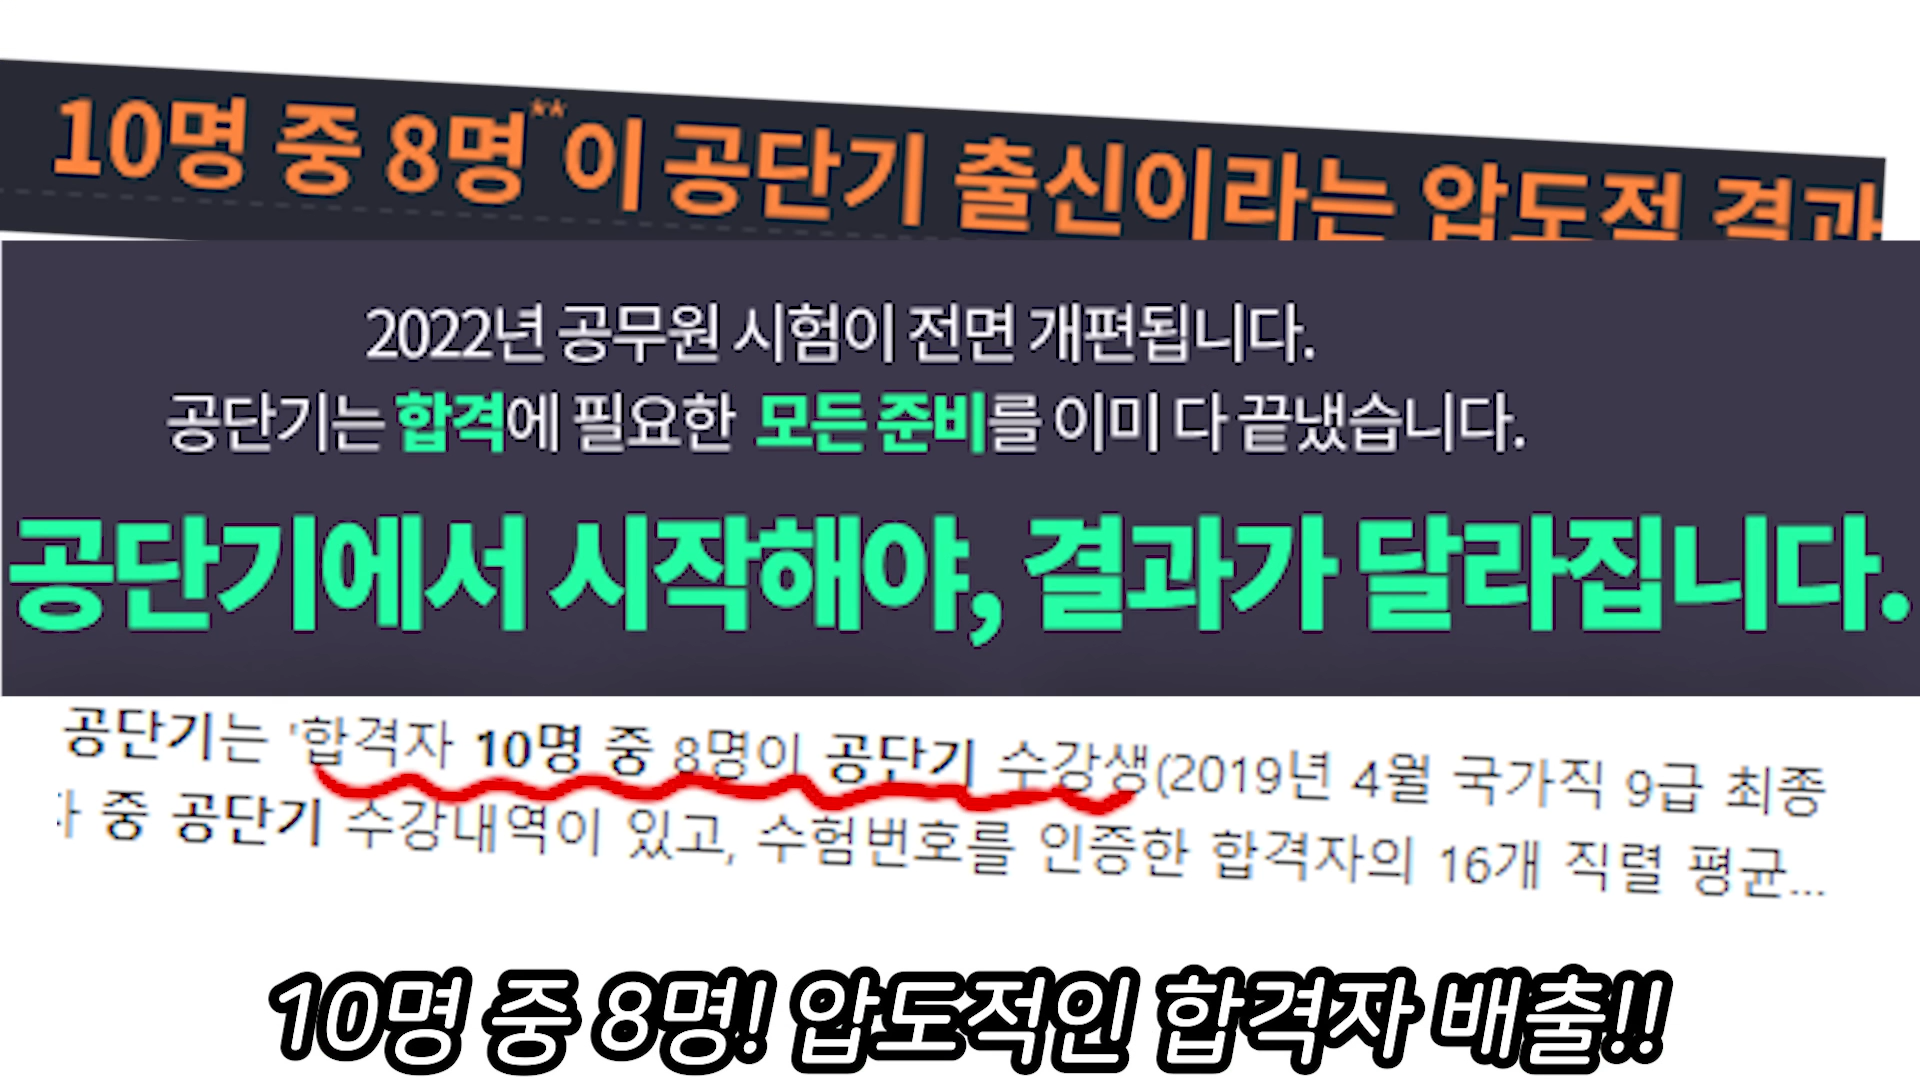 10명 중 8명**이 공단기 출신이라는 압도적 결과
2022년 공무원 시험이 전면 개편됩니다.
공단기는 합격에 필요한 모든 준비를 이미 다 끝냈습니다.
공단기에서 시작해야, 결과가 달라집니다.
공단기는 '합격자 10명 중 8명이 공단기 수강생(2019년 4월 국가직 9급 최종
중 공단기 수강내역이 있고, 수험번호를 인증한 합격자의 16개 직렬 평균...
10명 중 8명! 압도적인 합격자 배출!!